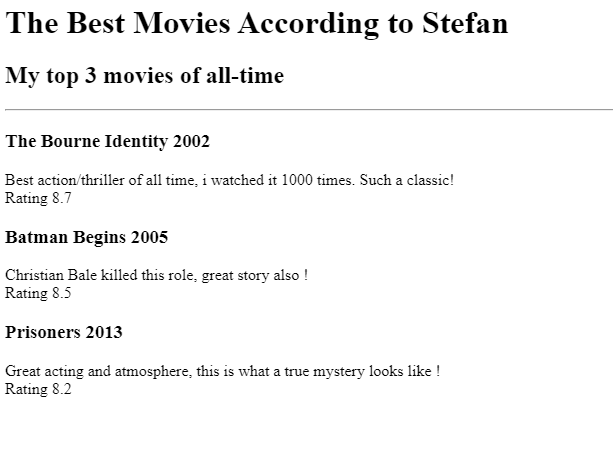 The Best Movies According to Stefan
My top 3 movies of all-time
The Bourne Identity 2002
Best action/thriller of all time, i watched it 1000 times. Such a classic!
Rating 8.7
Batman Begins 2005
Christian Bale killed this role, great story also !
Rating 8.5
Prisoners 2013
Great acting and atmosphere, this is what a true mystery looks like !
Rating 8.2